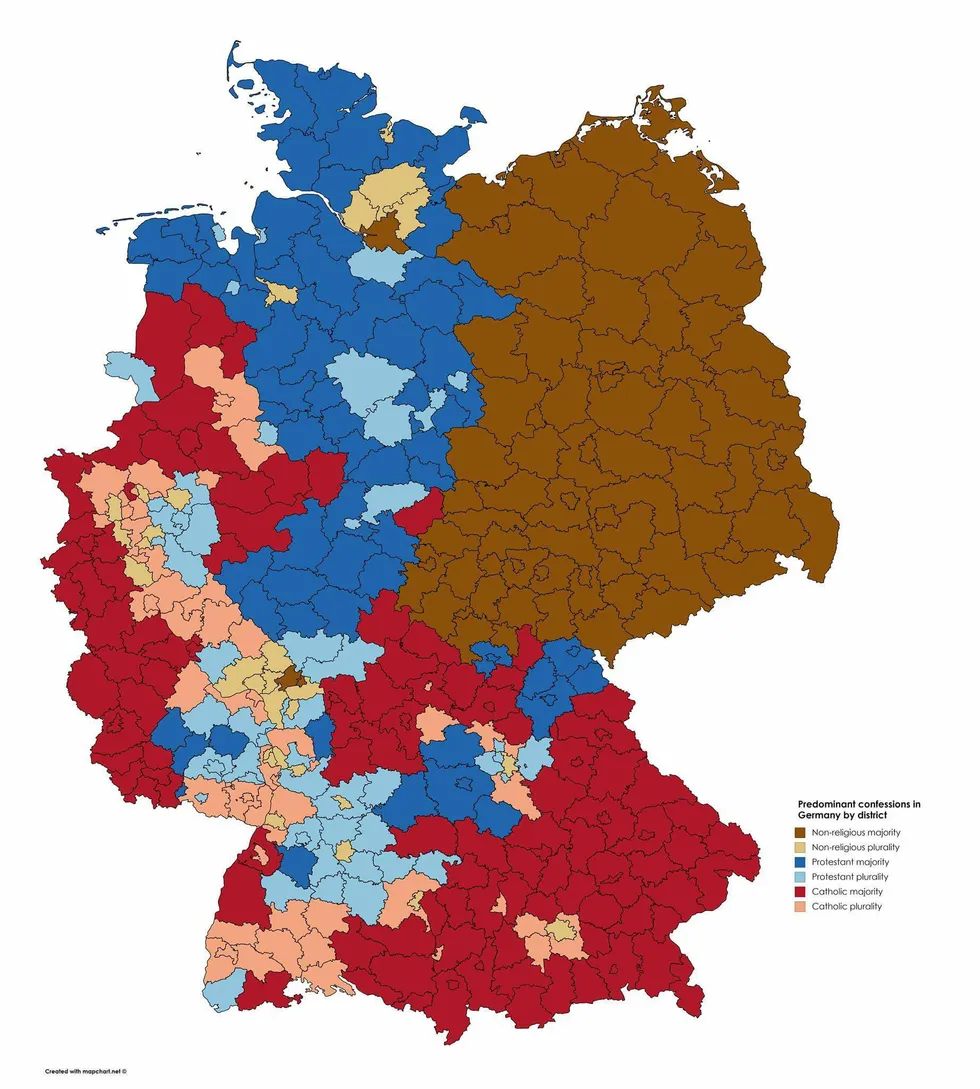 Predominant confessions in
Germany by district
Non-religious majority
Non-religious plurality
Protestant majority
Protestant plurality
Catholic majority
Catholic plurality
Created with mapchart.net ©